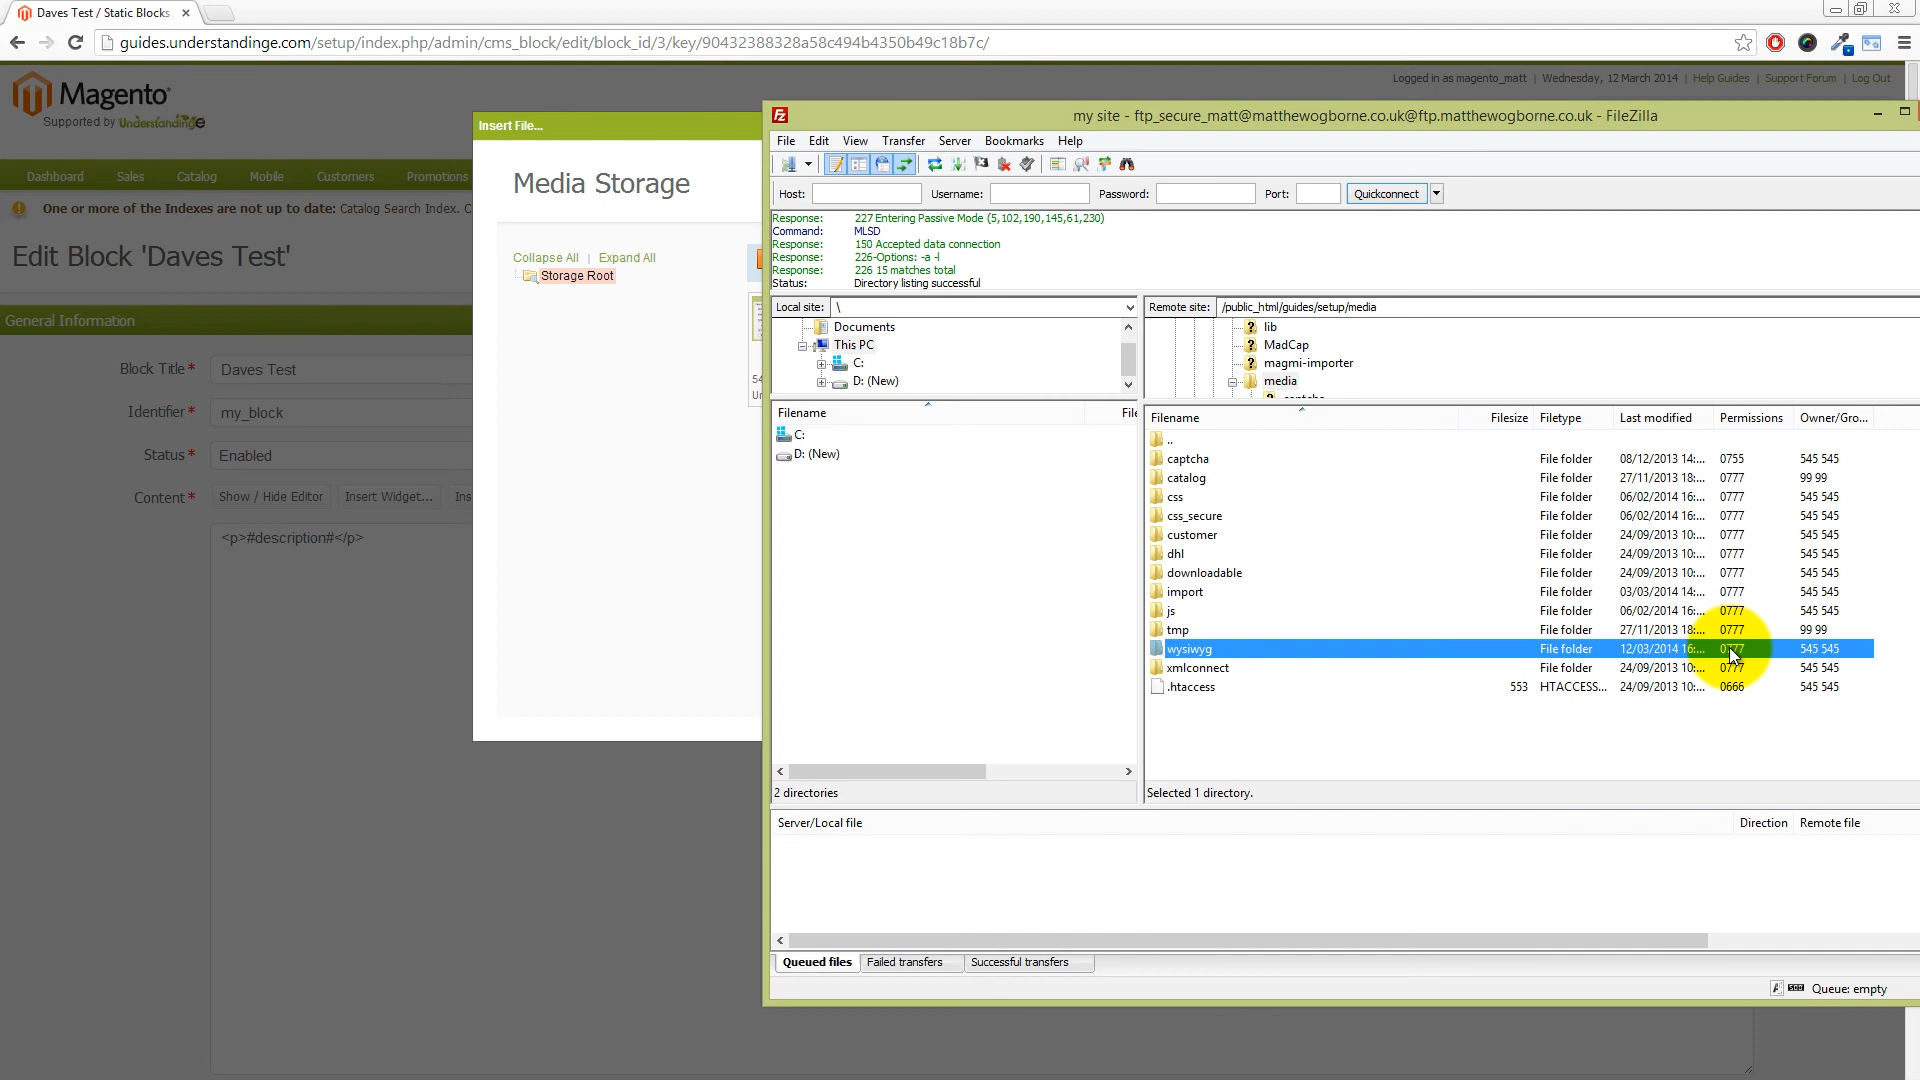 Daves Test / Static Blocks
guides.understandinge.com/setup/index.php/admin/cms_block/edit/block_id/3/key/90432388328a58c494b4350b49c18b7c/
Magento
Supported by UnderstandingE
Logged in as magento_matt | Wednesday, 12 March 2014 | Help Guides | Support Forum | Log Out
Dashboard Sales Catalog Mobile Customers Promotions
One or more of the Indexes are not up to date: Catalog Search Index. C
Edit Block 'Daves Test'
General Information
Block Title* Daves Test
Identifier* my_block
Status* Enabled
Content* Show / Hide Editor Insert Widget... Ins
<p>#description#</p>
Insert File...
Media Storage
Collapse All | Expand All
Storage Root
54
my site - ftp_secure_matt@matthewogborne.co.uk@ftp.matthewogborne.co.uk - FileZilla
File Edit View Transfer Server Bookmarks Help
Host: Username: Password: Port: Quickconnect
Response: 227 Entering Passive Mode (5,102,190,145,61,230)
Command: MLSD
Response: 150 Accepted data connection
Response: 226-Options: -a -l
Response: 226 15 matches total
Status: Directory listing successful
Local site: \
Documents
This PC
C:
D: (New)
Filename File
C:
D: (New)
2 directories
Remote site: /public_html/guides/setup/media
lib
MadCap
magmi-importer
media
captcha
Filename Filesize Filetype Last modified Permissions Owner/Gro...
..
captcha File folder 08/12/2013 14:... 0755 545 545
catalog File folder 27/11/2013 18:... 0777 99 99
css File folder 06/02/2014 16:... 0777 545 545
css_secure File folder 06/02/2014 16:... 0777 545 545
customer File folder 24/09/2013 10:... 0777 545 545
dhl File folder 24/09/2013 10:... 0777 545 545
downloadable File folder 24/09/2013 10:... 0777 545 545
import File folder 03/03/2014 14:... 0777 545 545
js File folder 06/02/2014 16:... 0777 545 545
tmp File folder 27/11/2013 18:... 0777 99 99
wysiwyg File folder 12/03/2014 16:... 0777 545 545
xmlconnect File folder 24/09/2013 10:... 0777 545 545
.htaccess 553 HTACCESS... 24/09/2013 10:... 0666 545 545
Selected 1 directory.
Server/Local file Direction Remote file
Queued files Failed transfers Successful transfers
Queue: empty